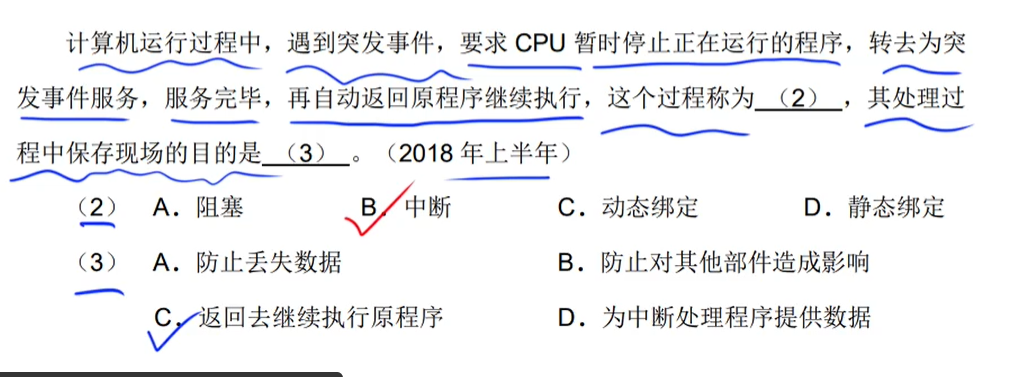 计算机运行过程中，遇到突发事件，要求 CPU 暂时停止正在运行的程序，转去为突
发事件服务，服务完毕，再自动返回原程序继续执行，这个过程称为（2），其处理过
程中保存现场的目的是（3）。（2018 年上半年）
（2） A．阻塞 B．中断 C．动态绑定 D．静态绑定
（3） A．防止丢失数据 B．防止对其他部件造成影响
C．返回去继续执行原程序 D．为中断处理程序提供数据